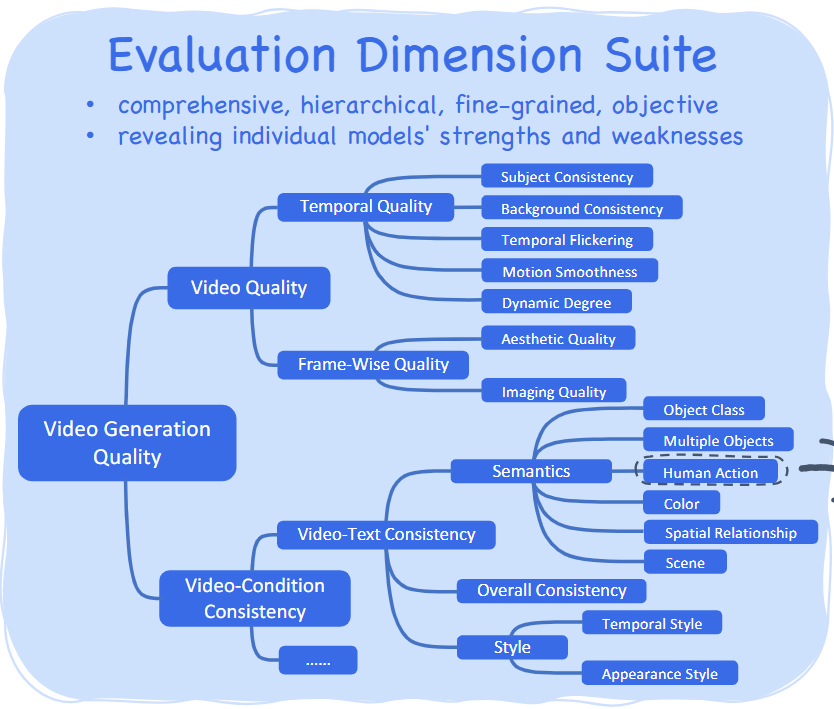 Evaluation Dimension Suite
• comprehensive, hierarchical, fine-grained, objective
• revealing individual models' strengths and weaknesses
Subject Consistency
Temporal Quality
Background Consistency
Temporal Flickering
Motion Smoothness
Video Quality
Dynamic Degree
Aesthetic Quality
Frame-Wise Quality
Imaging Quality
Object Class
Video Generation
Quality
Multiple Objects
Semantics
Human Action
Color
Video-Text Consistency
Spatial Relationship
Scene
Video-Condition
Consistency
Overall Consistency
Temporal Style
Style
......
Appearance Style